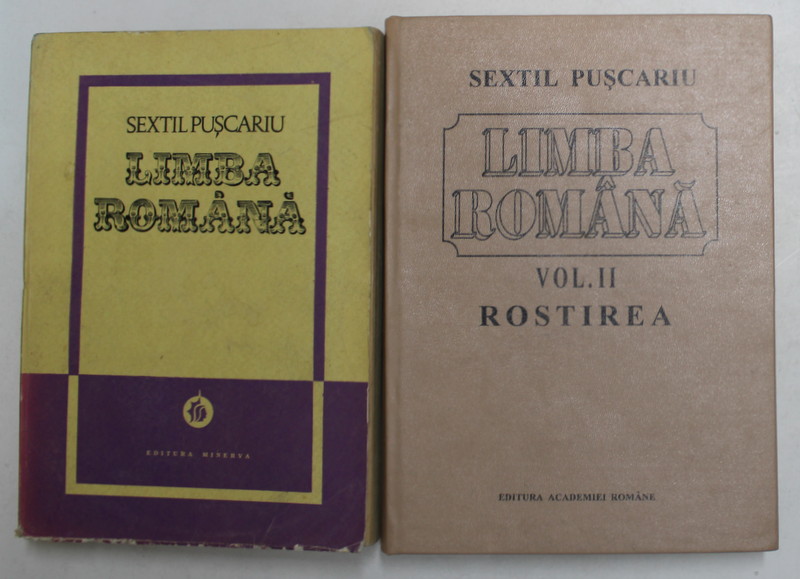 SEXTIL PUȘCARIU
LIMBA
ROMÂNĂ
EDITURA MINERVA
SEXTIL PUȘCARIU
LIMBA
ROMÂNĂ
VOL. II
ROSTIREA
EDITURA ACADEMIEI ROMÂNE